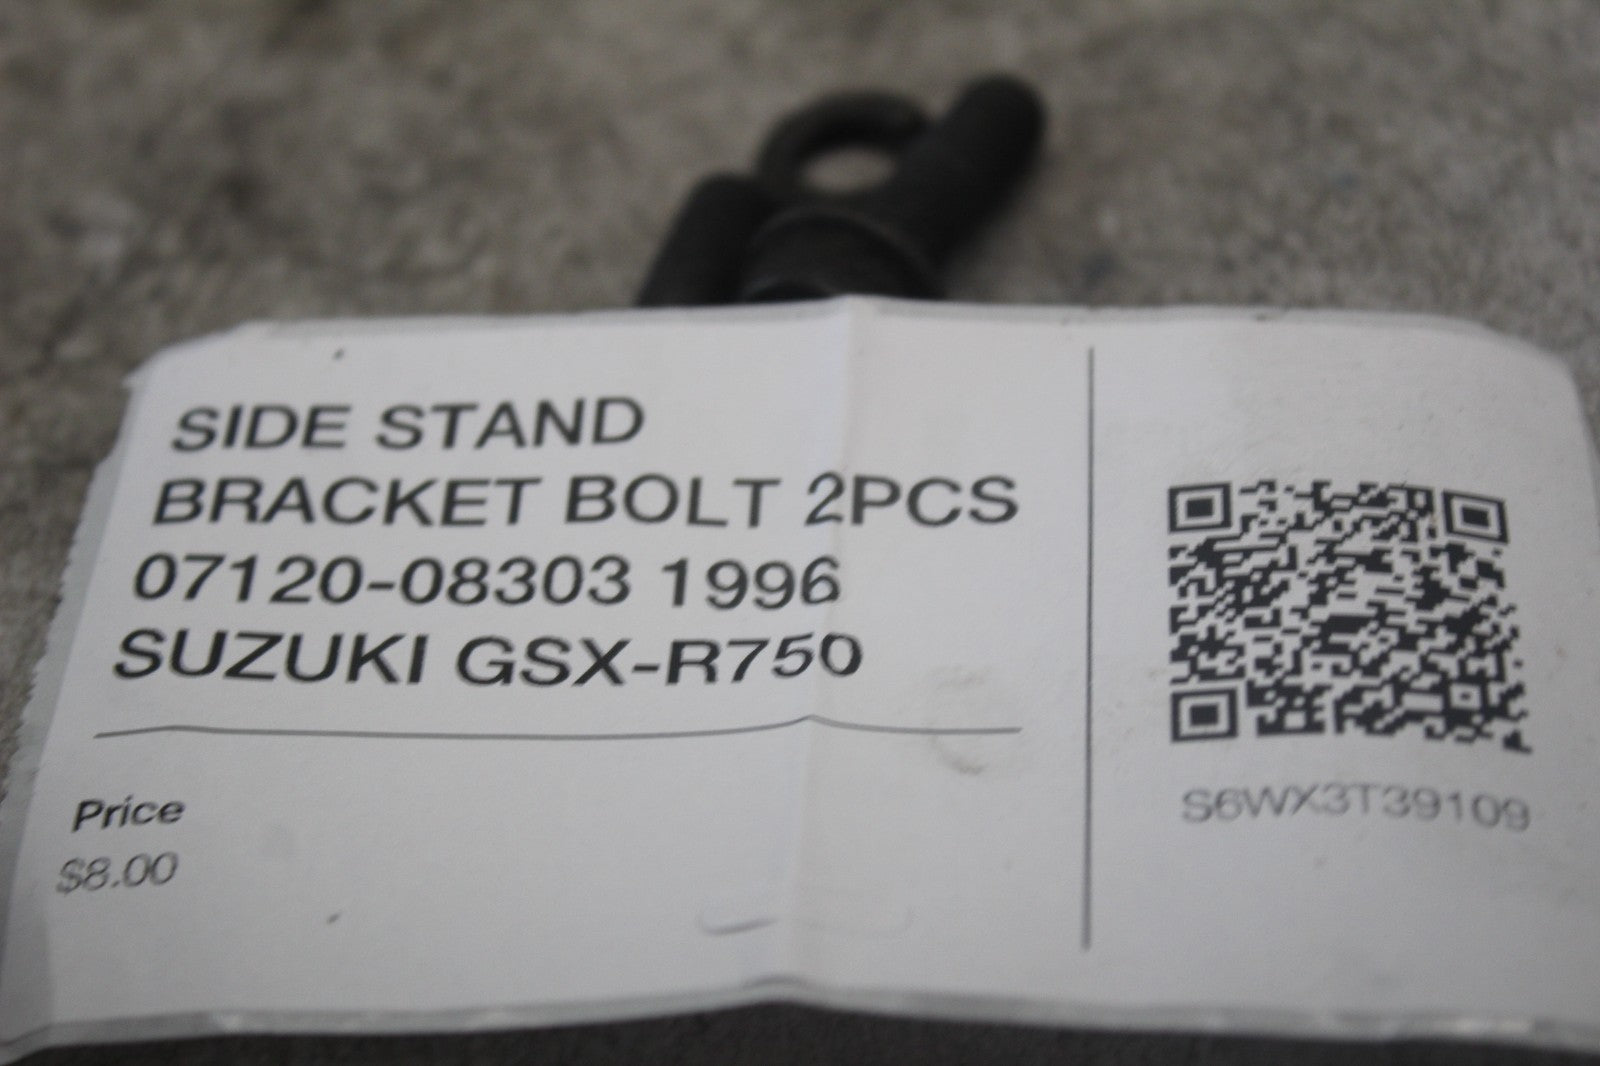 SIDE STAND
BRACKET BOLT 2PCS
07120-08303 1996
SUZUKI GSX-R750
Price
$8.00
S6WX3T39109